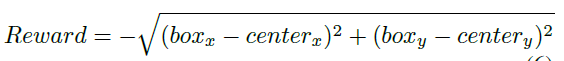 Reward = −√(box_x − center_x)² + (box_y − center_y)²